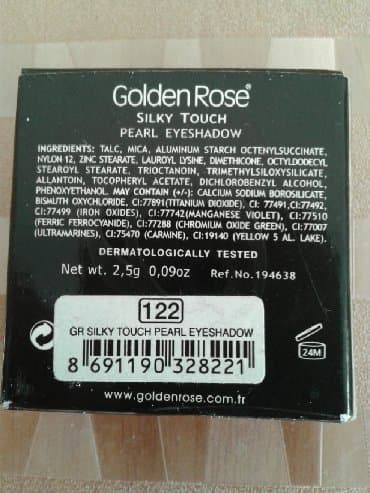 Golden Rose®
SILKY TOUCH
PEARL EYESHADOW
INGREDIENTS: TALC, MICA, ALUMINUM STARCH OCTENYLSUCCINATE,
NYLON 12, ZINC STEARATE, LAUROYL LYSINE, DIMETHICONE, OCTYLDODECYL
STEAROYL STEARATE, TRIOCTANOIN, TRIMETHYLSILOXYSILICATE,
ALLANTOIN, TOCOPHERYL ACETATE, DICHLOROBENZYL ALCOHOL,
PHENOXYETHANOL. MAY CONTAIN (+/-): CALCIUM SODIUM BOROSILICATE,
BISMUTH OXYCHLORIDE, CI77891(TITANIUM DIOXIDE), CI: 77491,CI:77492,
CI:77499 (IRON OXIDES), CI:77742(MANGANESE VIOLET), CI:77510
(FERRIC FERROCYANIDE), CI:77288 (CHROMIUM OXIDE GREEN), CI:77007
(ULTRAMARINES), CI:75470 (CARMINE), CI:19140 (YELLOW 5 AL. LAKE).
DERMATOLOGICALLY TESTED
Net wt. 2,5g 0,09oz Ref.No.194638
122
GR SILKY TOUCH PEARL EYESHADOW
8 691190 328221
24M
www.goldenrose.com.tr